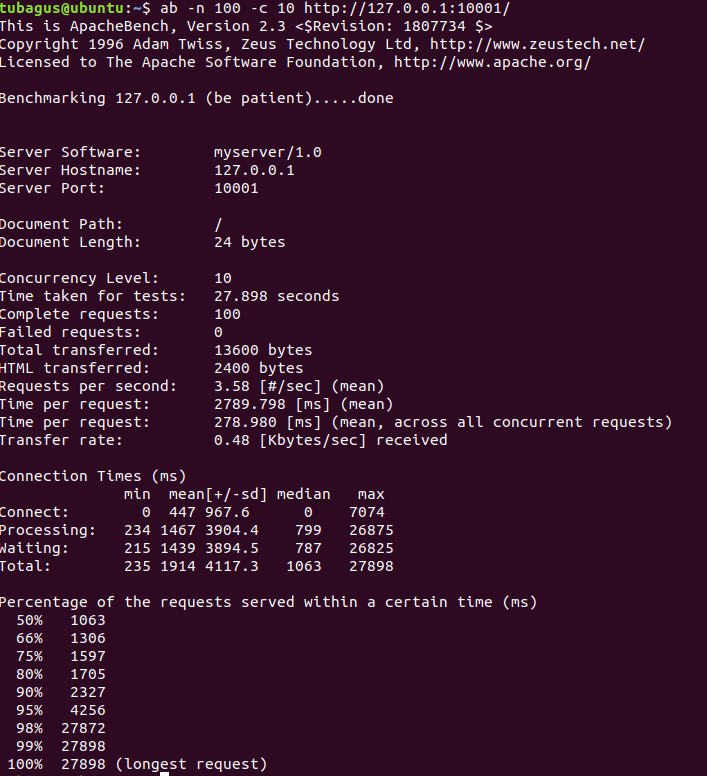 tubagus@ubuntu:~$ ab -n 100 -c 10 http://127.0.0.1:10001/
This is ApacheBench, Version 2.3 <$Revision: 1807734 $>
Copyright 1996 Adam Twiss, Zeus Technology Ltd, http://www.zeustech.net/
Licensed to The Apache Software Foundation, http://www.apache.org/

Benchmarking 127.0.0.1 (be patient).....done


Server Software:        myserver/1.0
Server Hostname:        127.0.0.1
Server Port:            10001

Document Path:          /
Document Length:        24 bytes

Concurrency Level:      10
Time taken for tests:   27.898 seconds
Complete requests:      100
Failed requests:        0
Total transferred:      13600 bytes
HTML transferred:       2400 bytes
Requests per second:    3.58 [#/sec] (mean)
Time per request:       2789.798 [ms] (mean)
Time per request:       278.980 [ms] (mean, across all concurrent requests)
Transfer rate:          0.48 [Kbytes/sec] received

Connection Times (ms)
              min  mean[+/-sd] median   max
Connect:        0  447 967.6      0    7074
Processing:   234 1467 3904.4    799   26875
Waiting:      215 1439 3894.5    787   26825
Total:        235 1914 4117.3   1063   27898

Percentage of the requests served within a certain time (ms)
  50%   1063
  66%   1306
  75%   1597
  80%   1705
  90%   2327
  95%   4256
  98%  27872
  99%  27898
 100%  27898 (longest request)